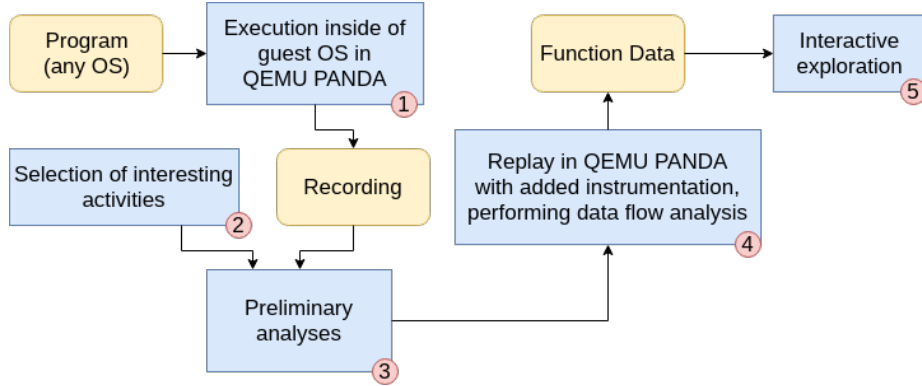 Program
(any OS)
Execution inside of
guest OS in
QEMU PANDA
1
Function Data
Interactive
exploration
5
Selection of interesting
activities
2
Recording
Replay in QEMU PANDA
with added instrumentation,
performing data flow analysis
4
Preliminary
analyses
3